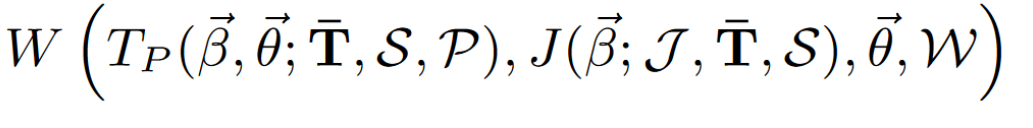 W (T_P(β⃗, θ⃗; T̄, 𝒮, 𝒫), J(β⃗; 𝒥, T̄, 𝒮), θ⃗, 𝒲)